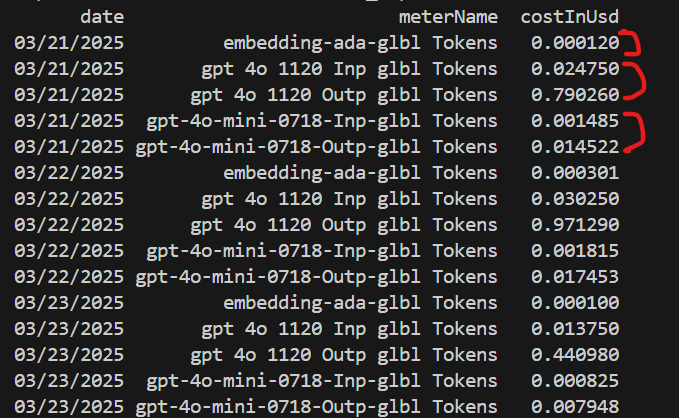 date meterName costInUsd
03/21/2025 embedding-ada-glbl Tokens 0.000120
03/21/2025 gpt 4o 1120 Inp glbl Tokens 0.024750
03/21/2025 gpt 4o 1120 Outp glbl Tokens 0.790260
03/21/2025 gpt-4o-mini-0718-Inp-glbl Tokens 0.001485
03/21/2025 gpt-4o-mini-0718-Outp-glbl Tokens 0.014522
03/22/2025 embedding-ada-glbl Tokens 0.000301
03/22/2025 gpt 4o 1120 Inp glbl Tokens 0.030250
03/22/2025 gpt 4o 1120 Outp glbl Tokens 0.971290
03/22/2025 gpt-4o-mini-0718-Inp-glbl Tokens 0.001815
03/22/2025 gpt-4o-mini-0718-Outp-glbl Tokens 0.017453
03/23/2025 embedding-ada-glbl Tokens 0.000100
03/23/2025 gpt 4o 1120 Inp glbl Tokens 0.013750
03/23/2025 gpt 4o 1120 Outp glbl Tokens 0.440980
03/23/2025 gpt-4o-mini-0718-Inp-glbl Tokens 0.000825
03/23/2025 gpt-4o-mini-0718-Outp-glbl Tokens 0.007948